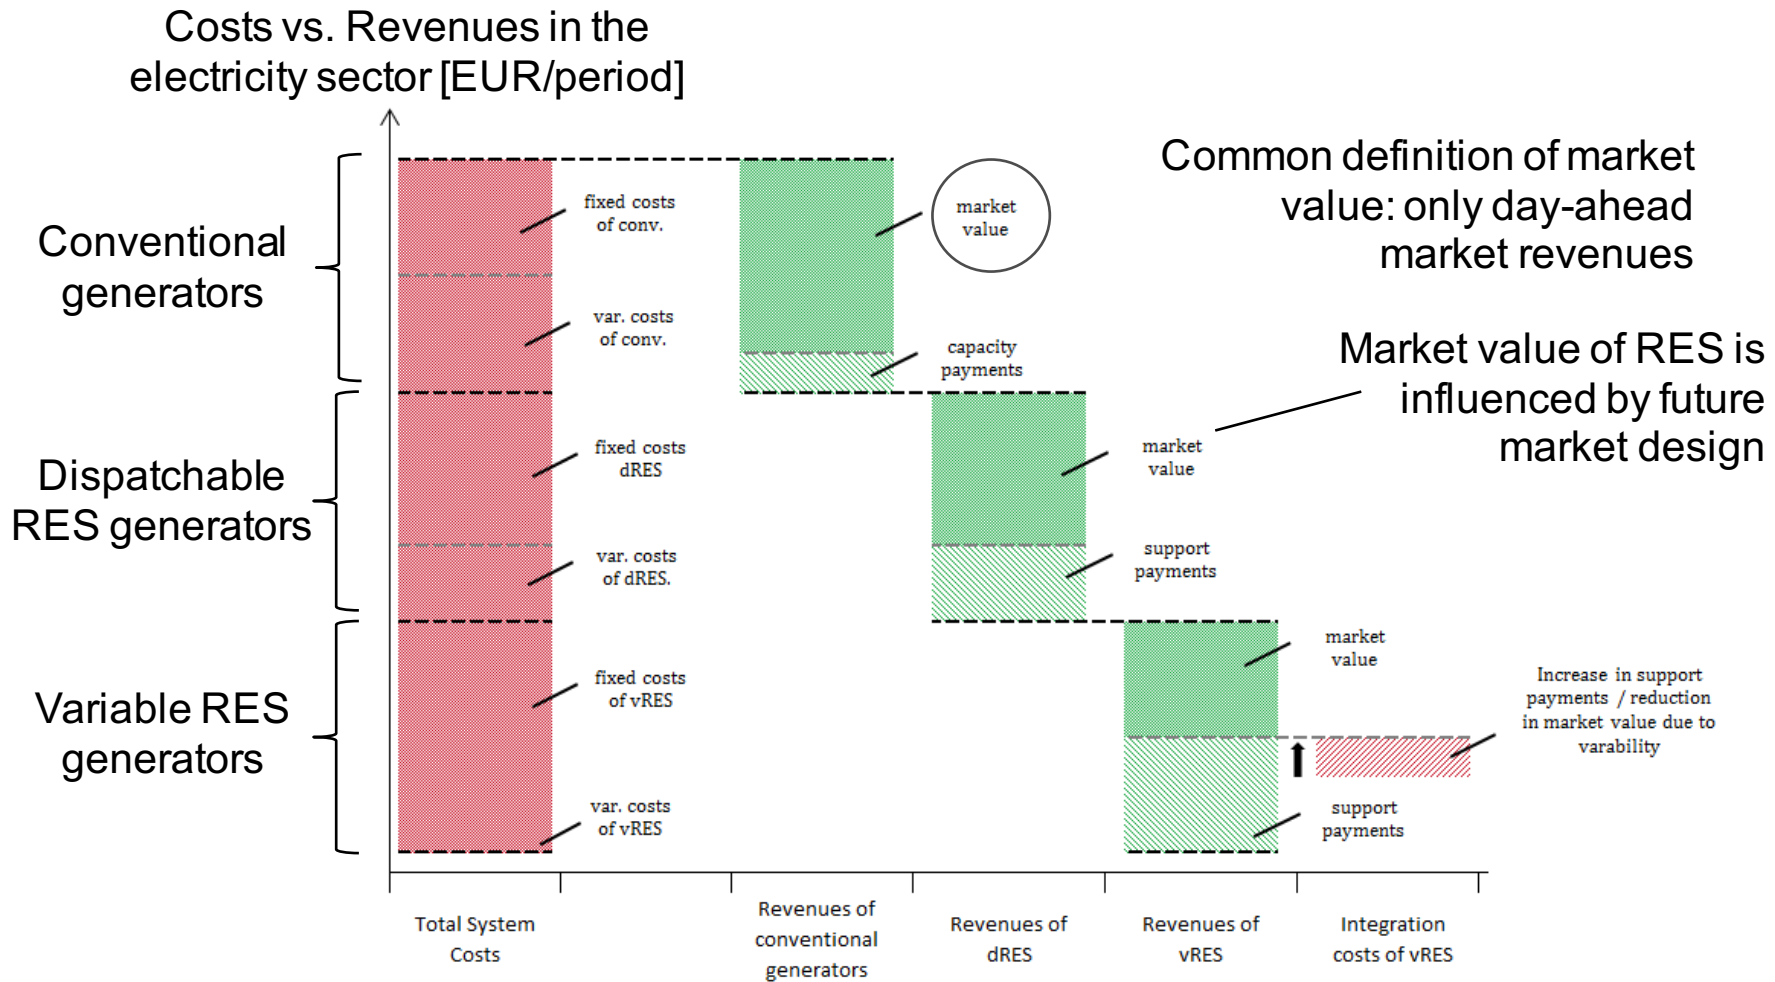 Costs vs. Revenues in the
electricity sector [EUR/period]
Conventional
generators
Dispatchable
RES generators
Variable RES
generators
fixed costs
of conv.
var. costs
of conv.
fixed costs
dRES
var. costs
of dRES.
fixed costs
of vRES
var. costs
of vRES
market
value
capacity
payments
market
value
support
payments
market
value
support
payments
Increase in support
payments / reduction
in market value due to
varability
Common definition of market
value: only day-ahead
market revenues
Market value of RES is
influenced by future
market design
Total System
Costs
Revenues of
conventional
generators
Revenues of
dRES
Revenues of
vRES
Integration
costs of vRES